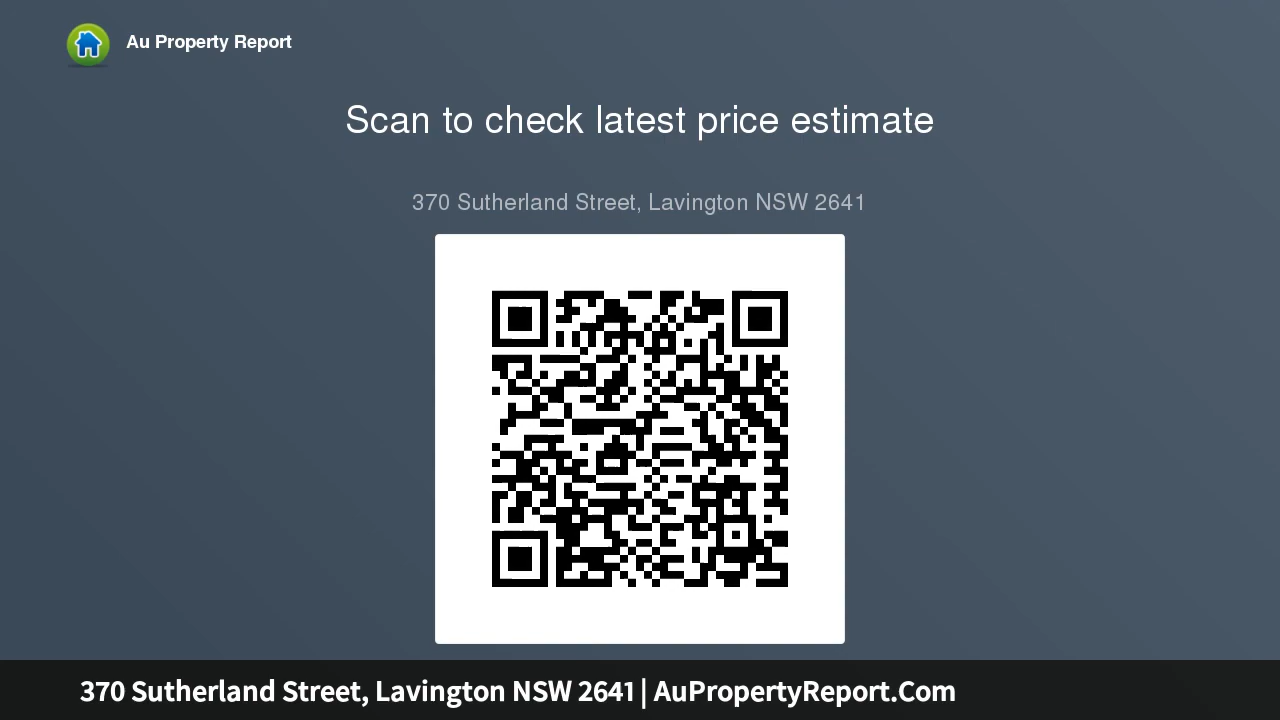 Au Property Report
Scan to check latest price estimate
370 Sutherland Street, Lavington NSW 2641
370 Sutherland Street, Lavington NSW 2641 | AuPropertyReport.Com